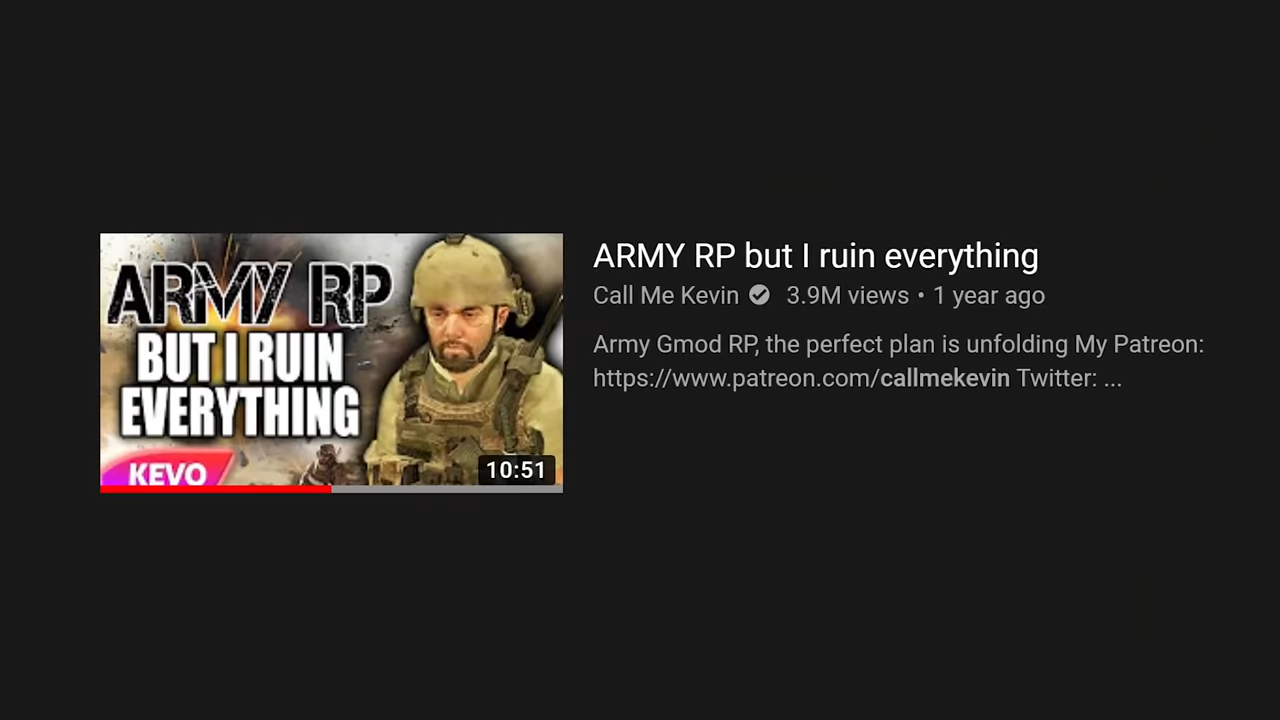 ARMY RP
BUT I RUIN
EVERYTHING
KEVO
10:51
ARMY RP but I ruin everything
Call Me Kevin 3.9M views • 1 year ago
Army Gmod RP, the perfect plan is unfolding My Patreon:
https://www.patreon.com/callmekevin Twitter: ...